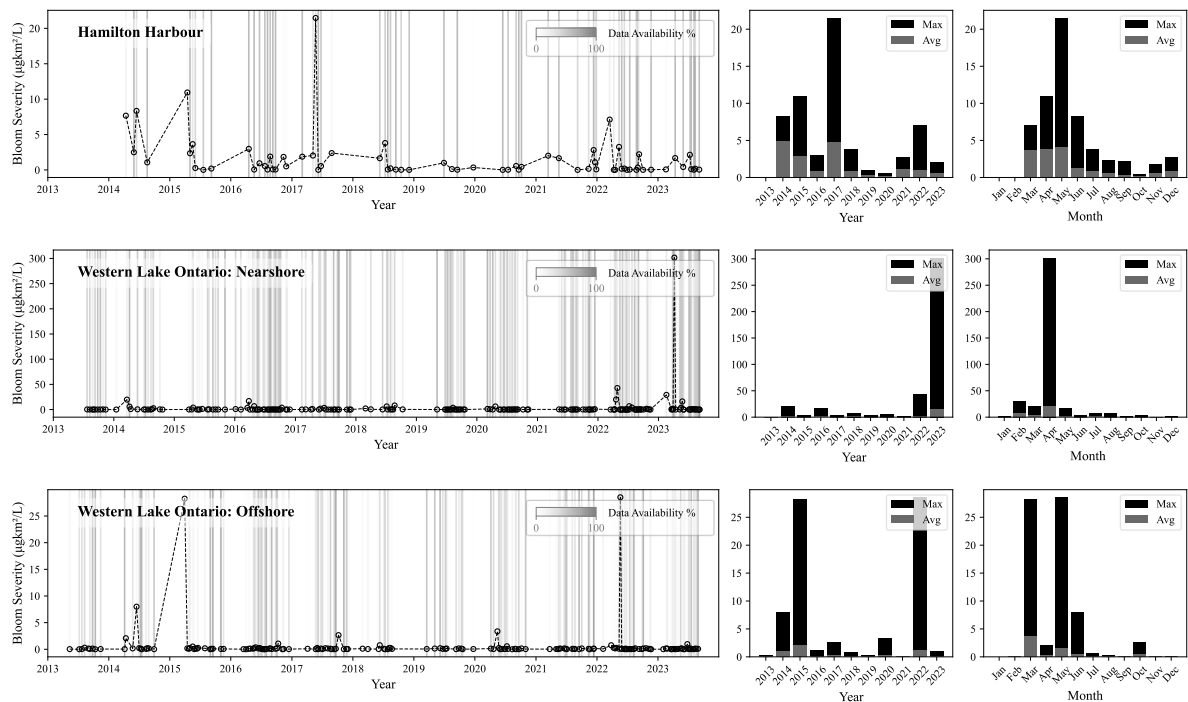 Hamilton Harbour
Data Availability %
0 100
Bloom Severity (μgkm²/L)
20
15
10
5
0
2013 2014 2015 2016 2017 2018 2019 2020 2021 2022 2023
Year
Max
Avg
20
15
10
5
0
2013 2014 2015 2016 2017 2018 2019 2020 2021 2022 2023
Year
Max
Avg
20
15
10
5
0
Jan Feb Mar Apr May Jun Jul Aug Sep Oct Nov Dec
Month
Western Lake Ontario: Nearshore
Data Availability %
0 100
Bloom Severity (μgkm²/L)
300
250
200
150
100
50
0
2013 2014 2015 2016 2017 2018 2019 2020 2021 2022 2023
Year
Max
Avg
300
250
200
150
100
50
0
2013 2014 2015 2016 2017 2018 2019 2020 2021 2022 2023
Year
Max
Avg
300
250
200
150
100
50
0
Jan Feb Mar Apr May Jun Jul Aug Sep Oct Nov Dec
Month
Western Lake Ontario: Offshore
Data Availability %
0 100
Bloom Severity (μgkm²/L)
25
20
15
10
5
0
2013 2014 2015 2016 2017 2018 2019 2020 2021 2022 2023
Year
Max
Avg
25
20
15
10
5
0
2013 2014 2015 2016 2017 2018 2019 2020 2021 2022 2023
Year
Max
Avg
25
20
15
10
5
0
Jan Feb Mar Apr May Jun Jul Aug Sep Oct Nov Dec
Month